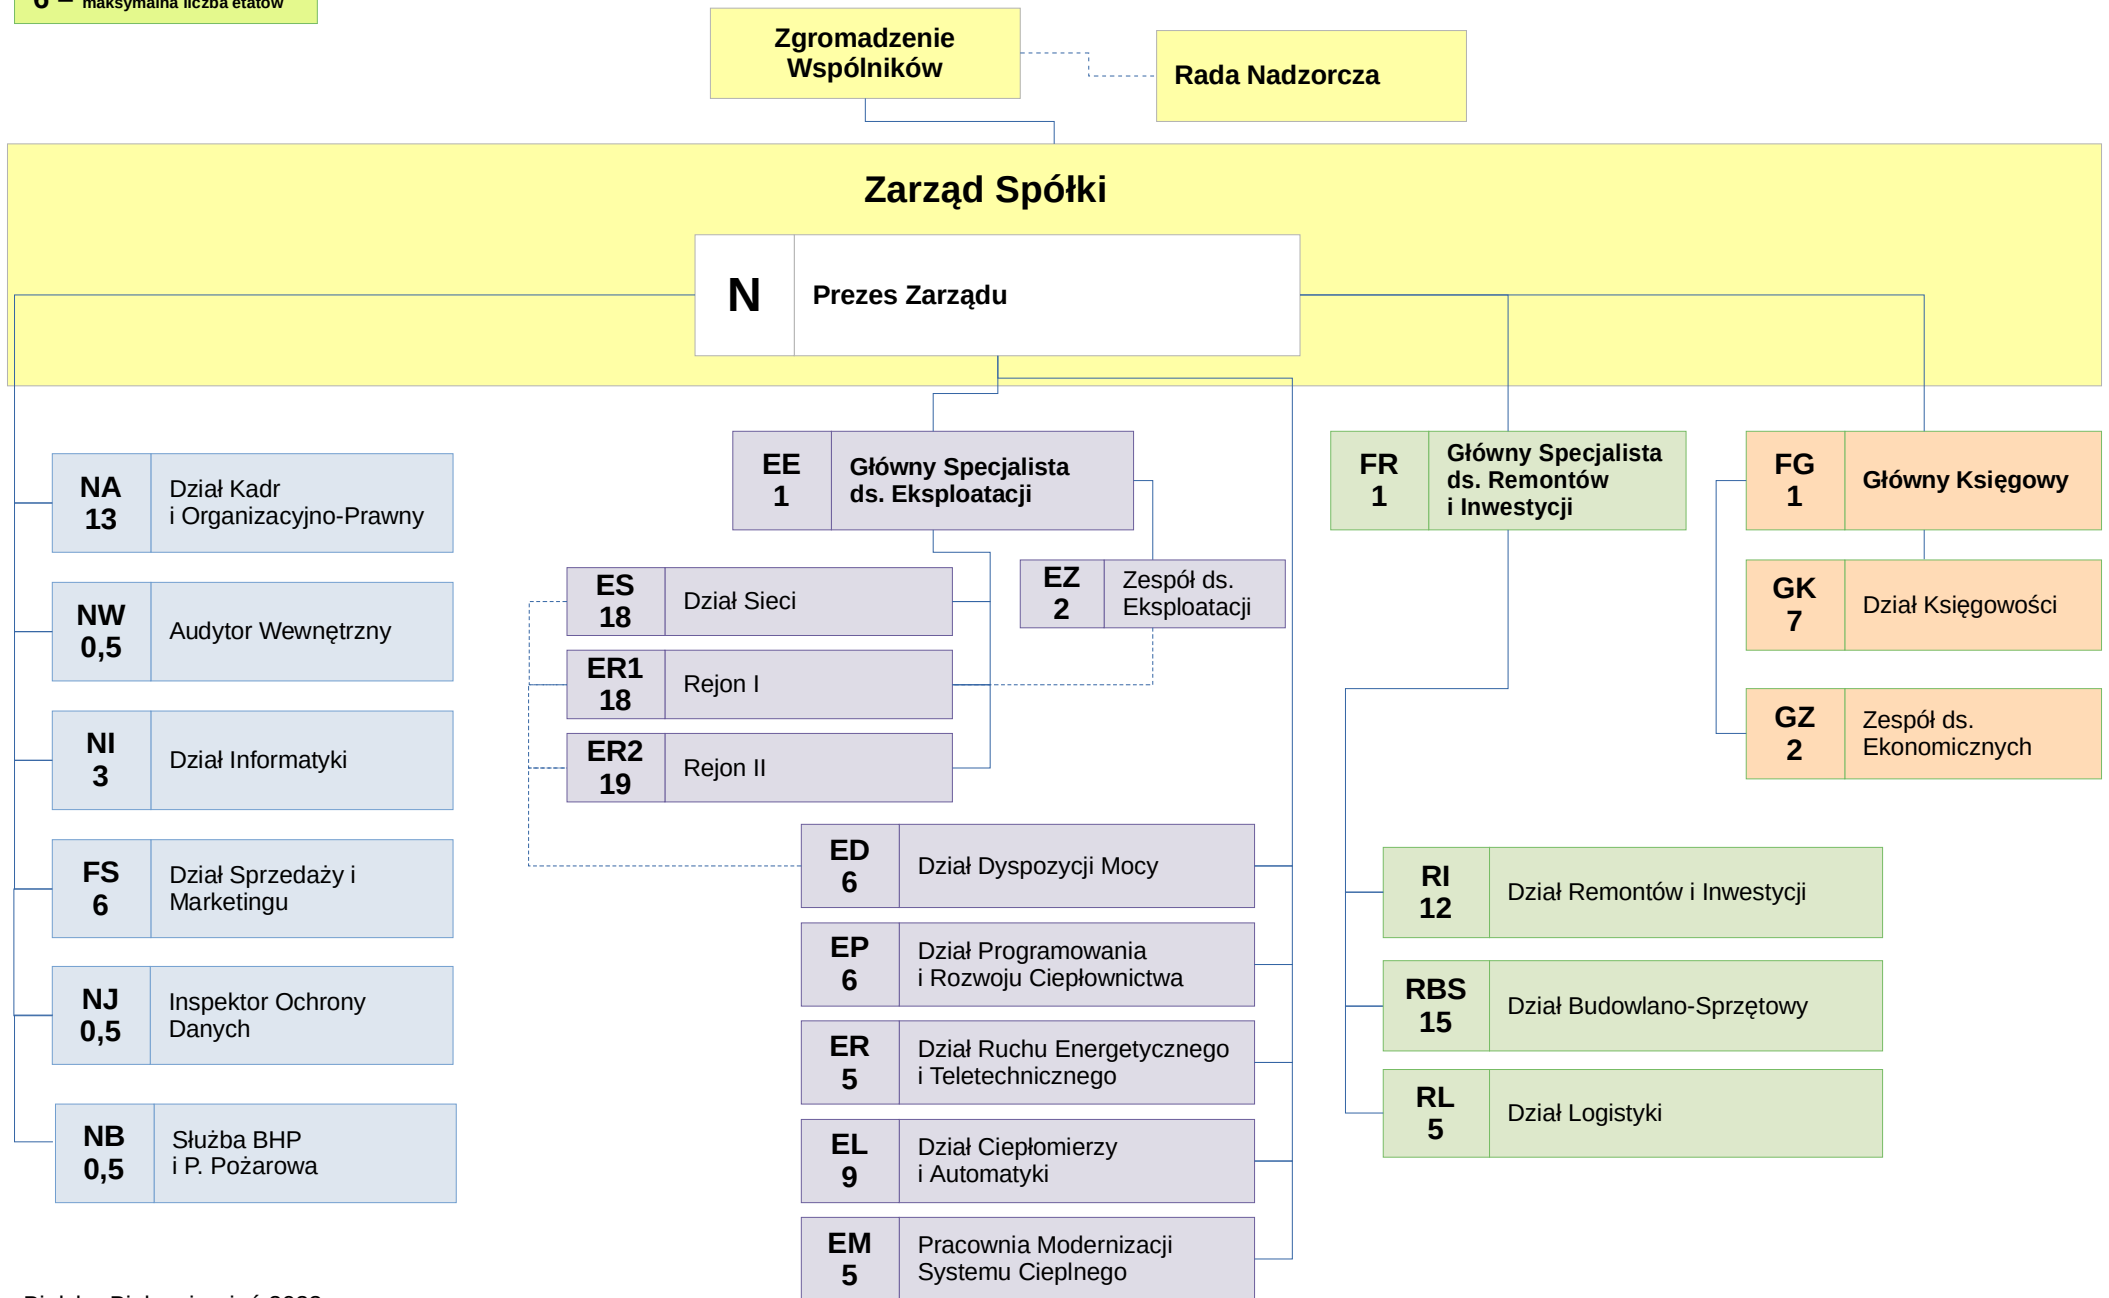 6 – maksymalna liczba etatów
Zgromadzenie
Wspólników
Rada Nadzorcza
Zarząd Spółki
N
Prezes Zarządu
NA
13
Dział Kadr
i Organizacyjno-Prawny
NW
0,5
Audytor Wewnętrzny
NI
3
Dział Informatyki
FS
6
Dział Sprzedaży i
Marketingu
NJ
0,5
Inspektor Ochrony
Danych
NB
0,5
Służba BHP
i P. Pożarowa
EE
1
Główny Specjalista
ds. Eksploatacji
ES
18
Dział Sieci
EZ
2
Zespół ds.
Eksploatacji
ER1
18
Rejon I
ER2
19
Rejon II
ED
6
Dział Dyspozycji Mocy
EP
6
Dział Programowania
i Rozwoju Ciepłownictwa
ER
5
Dział Ruchu Energetycznego
i Teletechnicznego
EL
9
Dział Ciepłomierzy
i Automatyki
EM
5
Pracownia Modernizacji
Systemu Cieplnego
FR
1
Główny Specjalista
ds. Remontów
i Inwestycji
RI
12
Dział Remontów i Inwestycji
RBS
15
Dział Budowlano-Sprzętowy
RL
5
Dział Logistyki
FG
1
Główny Księgowy
GK
7
Dział Księgowości
GZ
2
Zespół ds.
Ekonomicznych